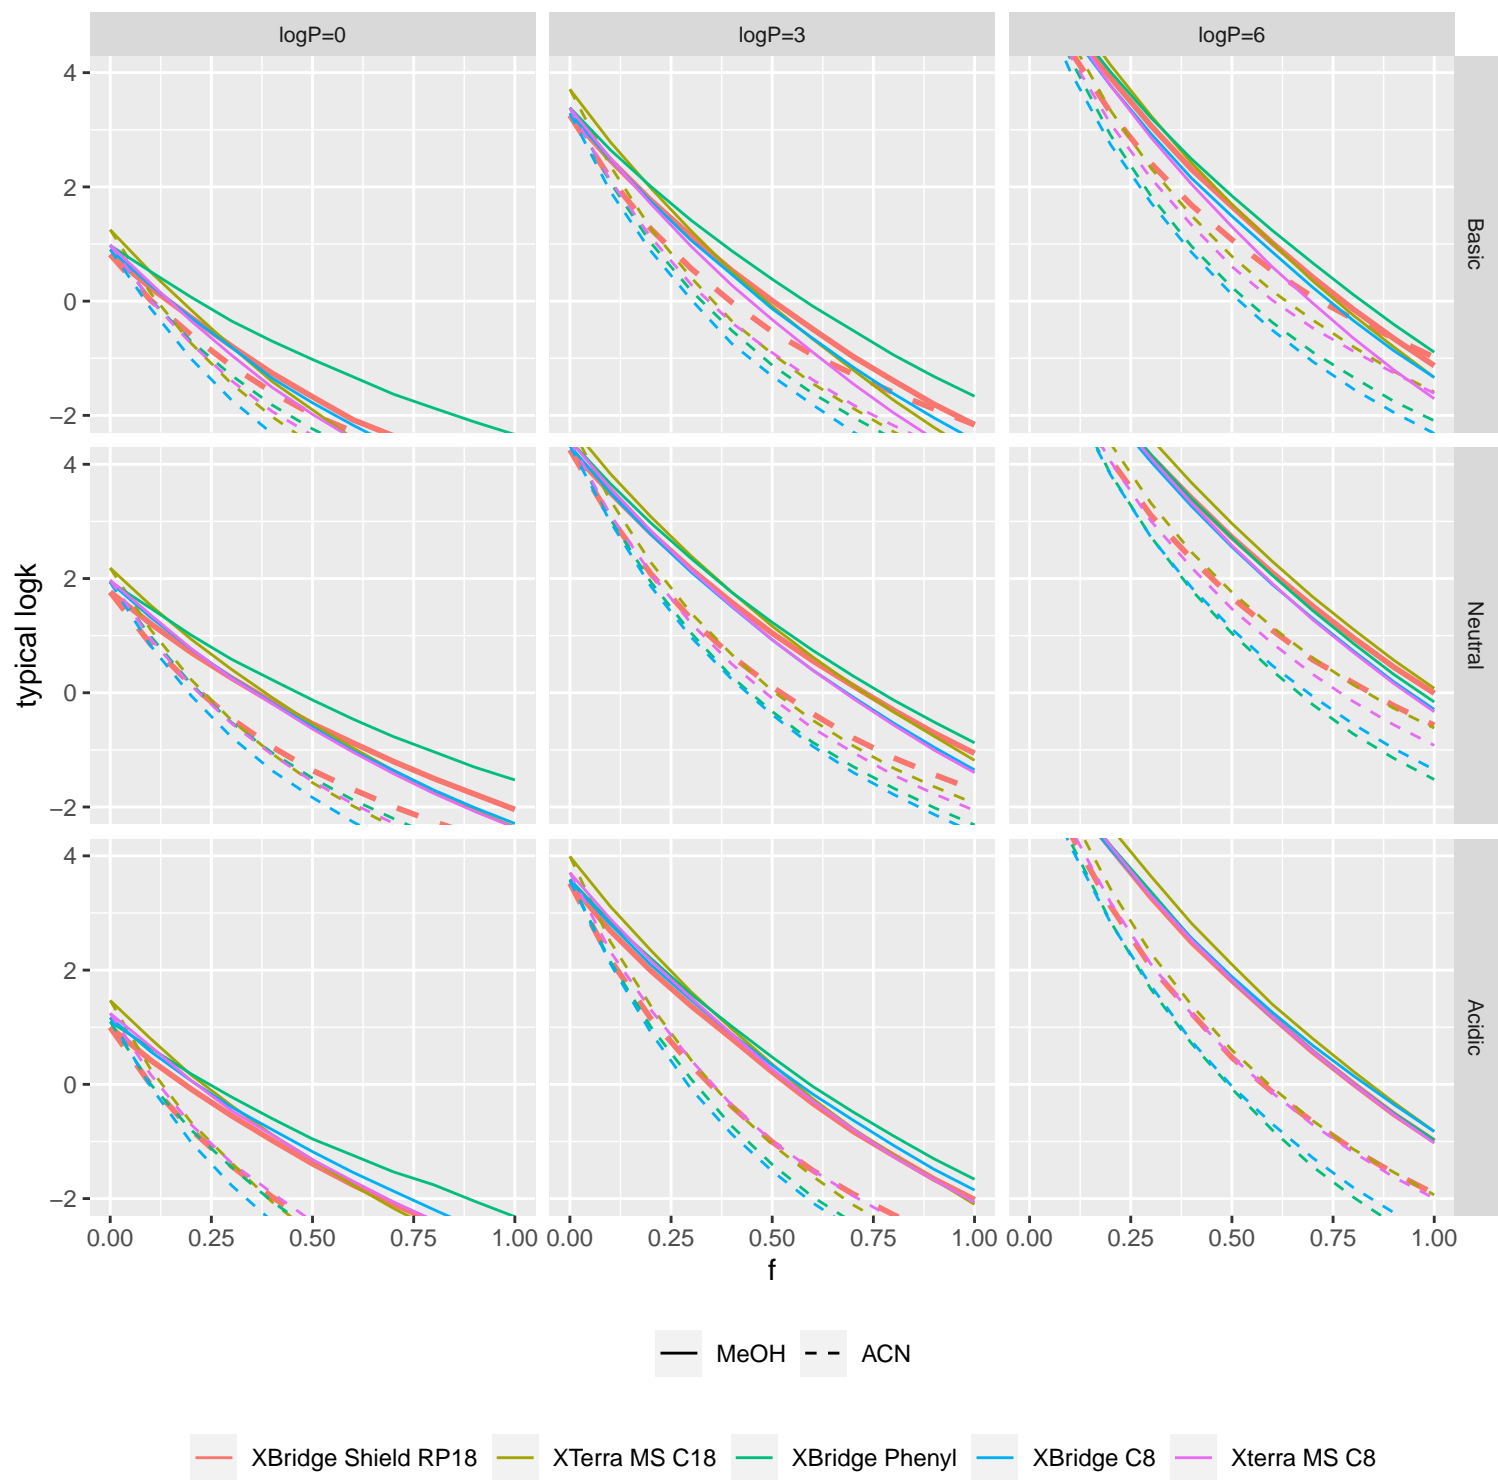 logP=0 logP=3 logP=6
4
2
0
−2
Basic
4
2
0
−2
Neutral
4
2
0
−2
Acidic
typical logk
0.00 0.25 0.50 0.75 1.00 0.00 0.25 0.50 0.75 1.00 0.00 0.25 0.50 0.75 1.00
f
MeOH ACN
XBridge Shield RP18 XTerra MS C18 XBridge Phenyl XBridge C8 Xterra MS C8